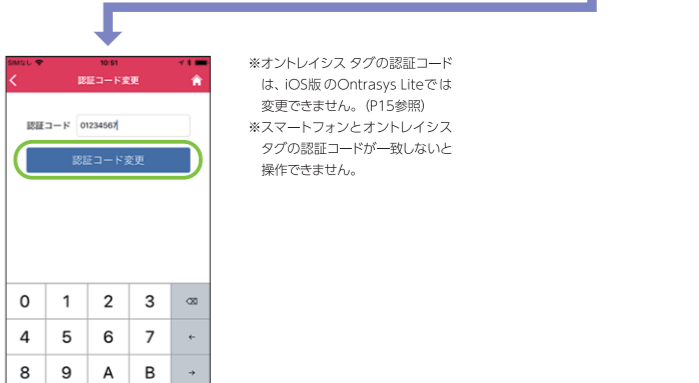 SIMなし 10:51
認証コード変更
認証コード 01234567
認証コード変更
0 1 2 3
4 5 6 7 ←
8 9 A B →
※オントレイシス タグの認証コード
は、iOS版のOntrasys Liteでは
変更できません。(P15参照)
※スマートフォンとオントレイシス
タグの認証コードが一致しないと
操作できません。